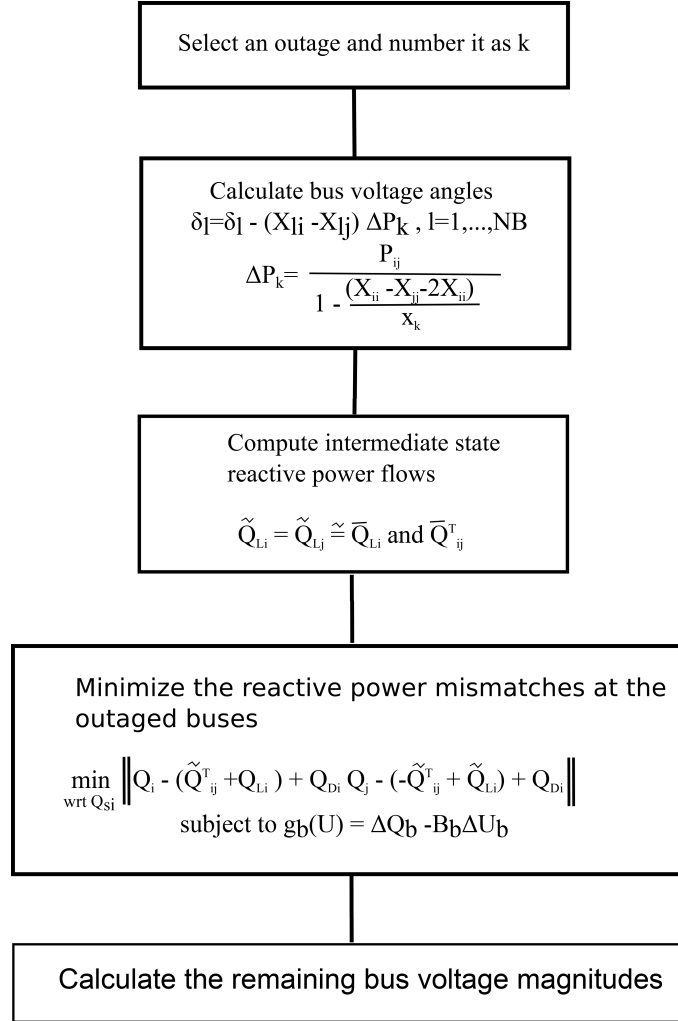 Select an outage and number it as k
Calculate bus voltage angles
δl=δl - (Xli -Xlj) ΔPk , l=1,...,NB
ΔPk= Pij / 1 - (Xii -Xjj-2Xii) / xk
Compute intermediate state
reactive power flows
Q̃Li = Q̃Lj ≅ Q̅Li and Q̅ᵀij
Minimize the reactive power mismatches at the
outaged buses
min wrt Qsi ‖Qi - (Q̃ᵀij +QLi ) + QDi Qj - (-Q̃ᵀij + Q̃Li) + QDi‖
subject to gb(U) = ΔQb -BbΔUb
Calculate the remaining bus voltage magnitudes